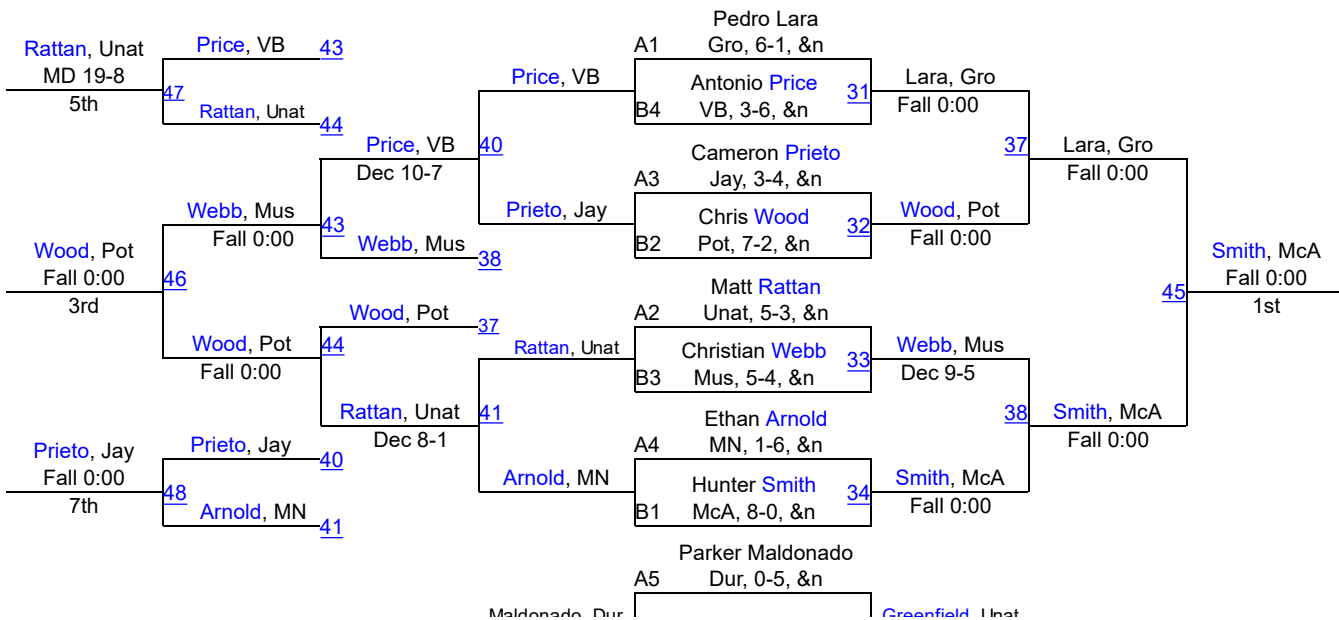 Pedro Lara
A1 Gro, 6-1, &n
Antonio Price
B4 VB, 3-6, &n
31
Cameron Prieto
A3 Jay, 3-4, &n
Chris Wood
B2 Pot, 7-2, &n
32
Matt Rattan
A2 Unat, 5-3, &n
Christian Webb
B3 Mus, 5-4, &n
33
Ethan Arnold
A4 MN, 1-6, &n
Hunter Smith
B1 McA, 8-0, &n
34
Parker Maldonado
A5 Dur, 0-5, &n
Maldonado, Dur
Greenfield, Unat
Lara, Gro
Fall 0:00
Wood, Pot
Fall 0:00
37
Webb, Mus
Dec 9-5
Smith, McA
Fall 0:00
38
Lara, Gro
Fall 0:00
Smith, McA
Fall 0:00
45
Smith, McA
Fall 0:00
1st
Price, VB
Prieto, Jay
40
Rattan, Unat
Arnold, MN
41
Price, VB
Dec 10-7
Webb, Mus
38
43
Wood, Pot
37
Rattan, Unat
Dec 8-1
44
Webb, Mus
Fall 0:00
Wood, Pot
Fall 0:00
46
Wood, Pot
Fall 0:00
3rd
Price, VB
43
Rattan, Unat
44
47
Rattan, Unat
MD 19-8
5th
Prieto, Jay
40
Arnold, MN
41
48
Prieto, Jay
Fall 0:00
7th